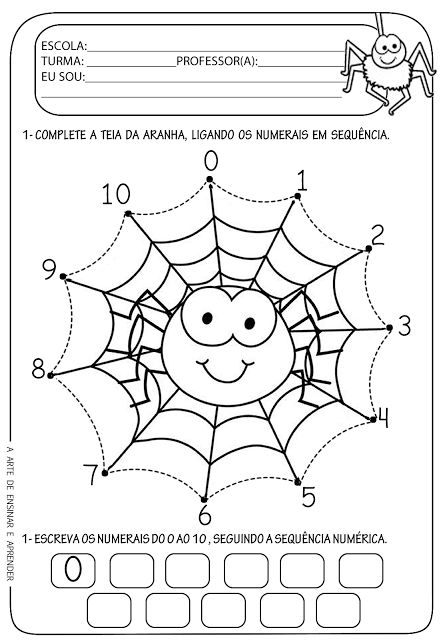 ESCOLA:
TURMA: PROFESSOR(A):
EU SOU:
1- COMPLETE A TEIA DA ARANHA, LIGANDO OS NUMERAIS EM SEQUÊNCIA.
0
1
2
3
4
5
6
7
8
9
10
A ARTE DE ENSINAR E APRENDER
1- ESCREVA OS NUMERAIS DO 0 AO 10, SEGUINDO A SEQUÊNCIA NUMÉRICA.
0